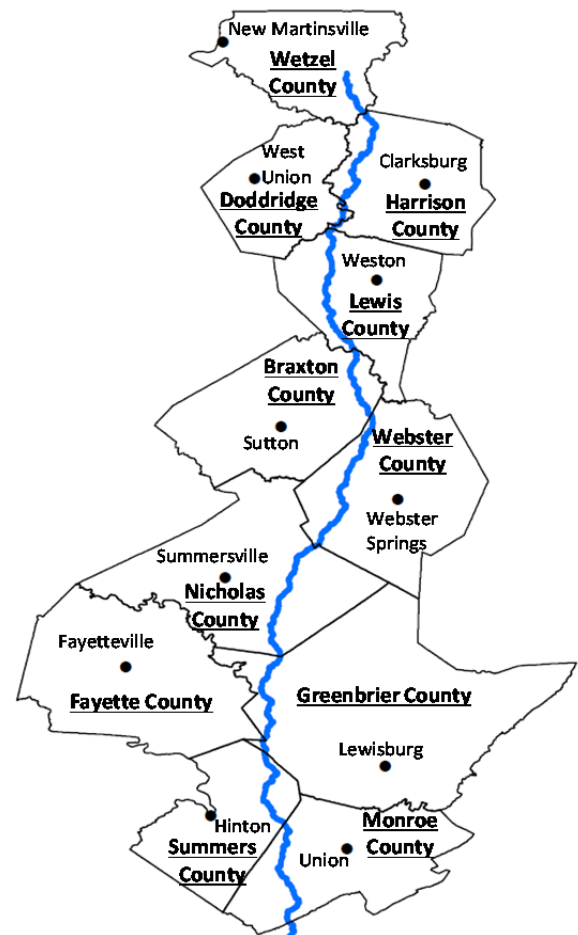 New Martinsville
Wetzel
County
West
Union
Doddridge
County
Clarksburg
Harrison
County
Weston
Lewis
County
Braxton
County
Sutton
Webster
County
Webster
Springs
Summersville
Nicholas
County
Fayetteville
Fayette County
Greenbrier County
Lewisburg
Hinton
Summers
County
Monroe
County
Union